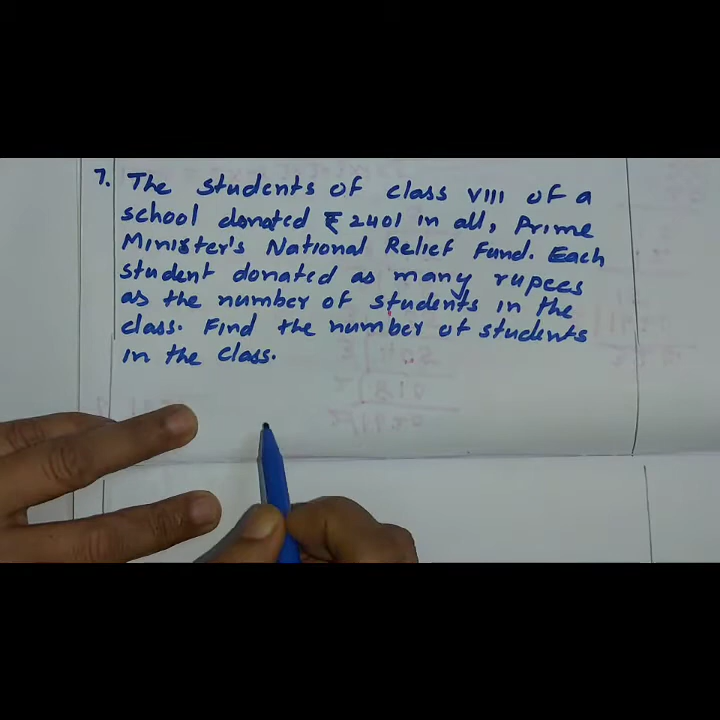 7. The students of class VIII of a
school donated ₹ 2401 in all, Prime
Minister's National Relief Fund. Each
student donated as many rupees
as the number of students in the
class. Find the number of students
in the class.